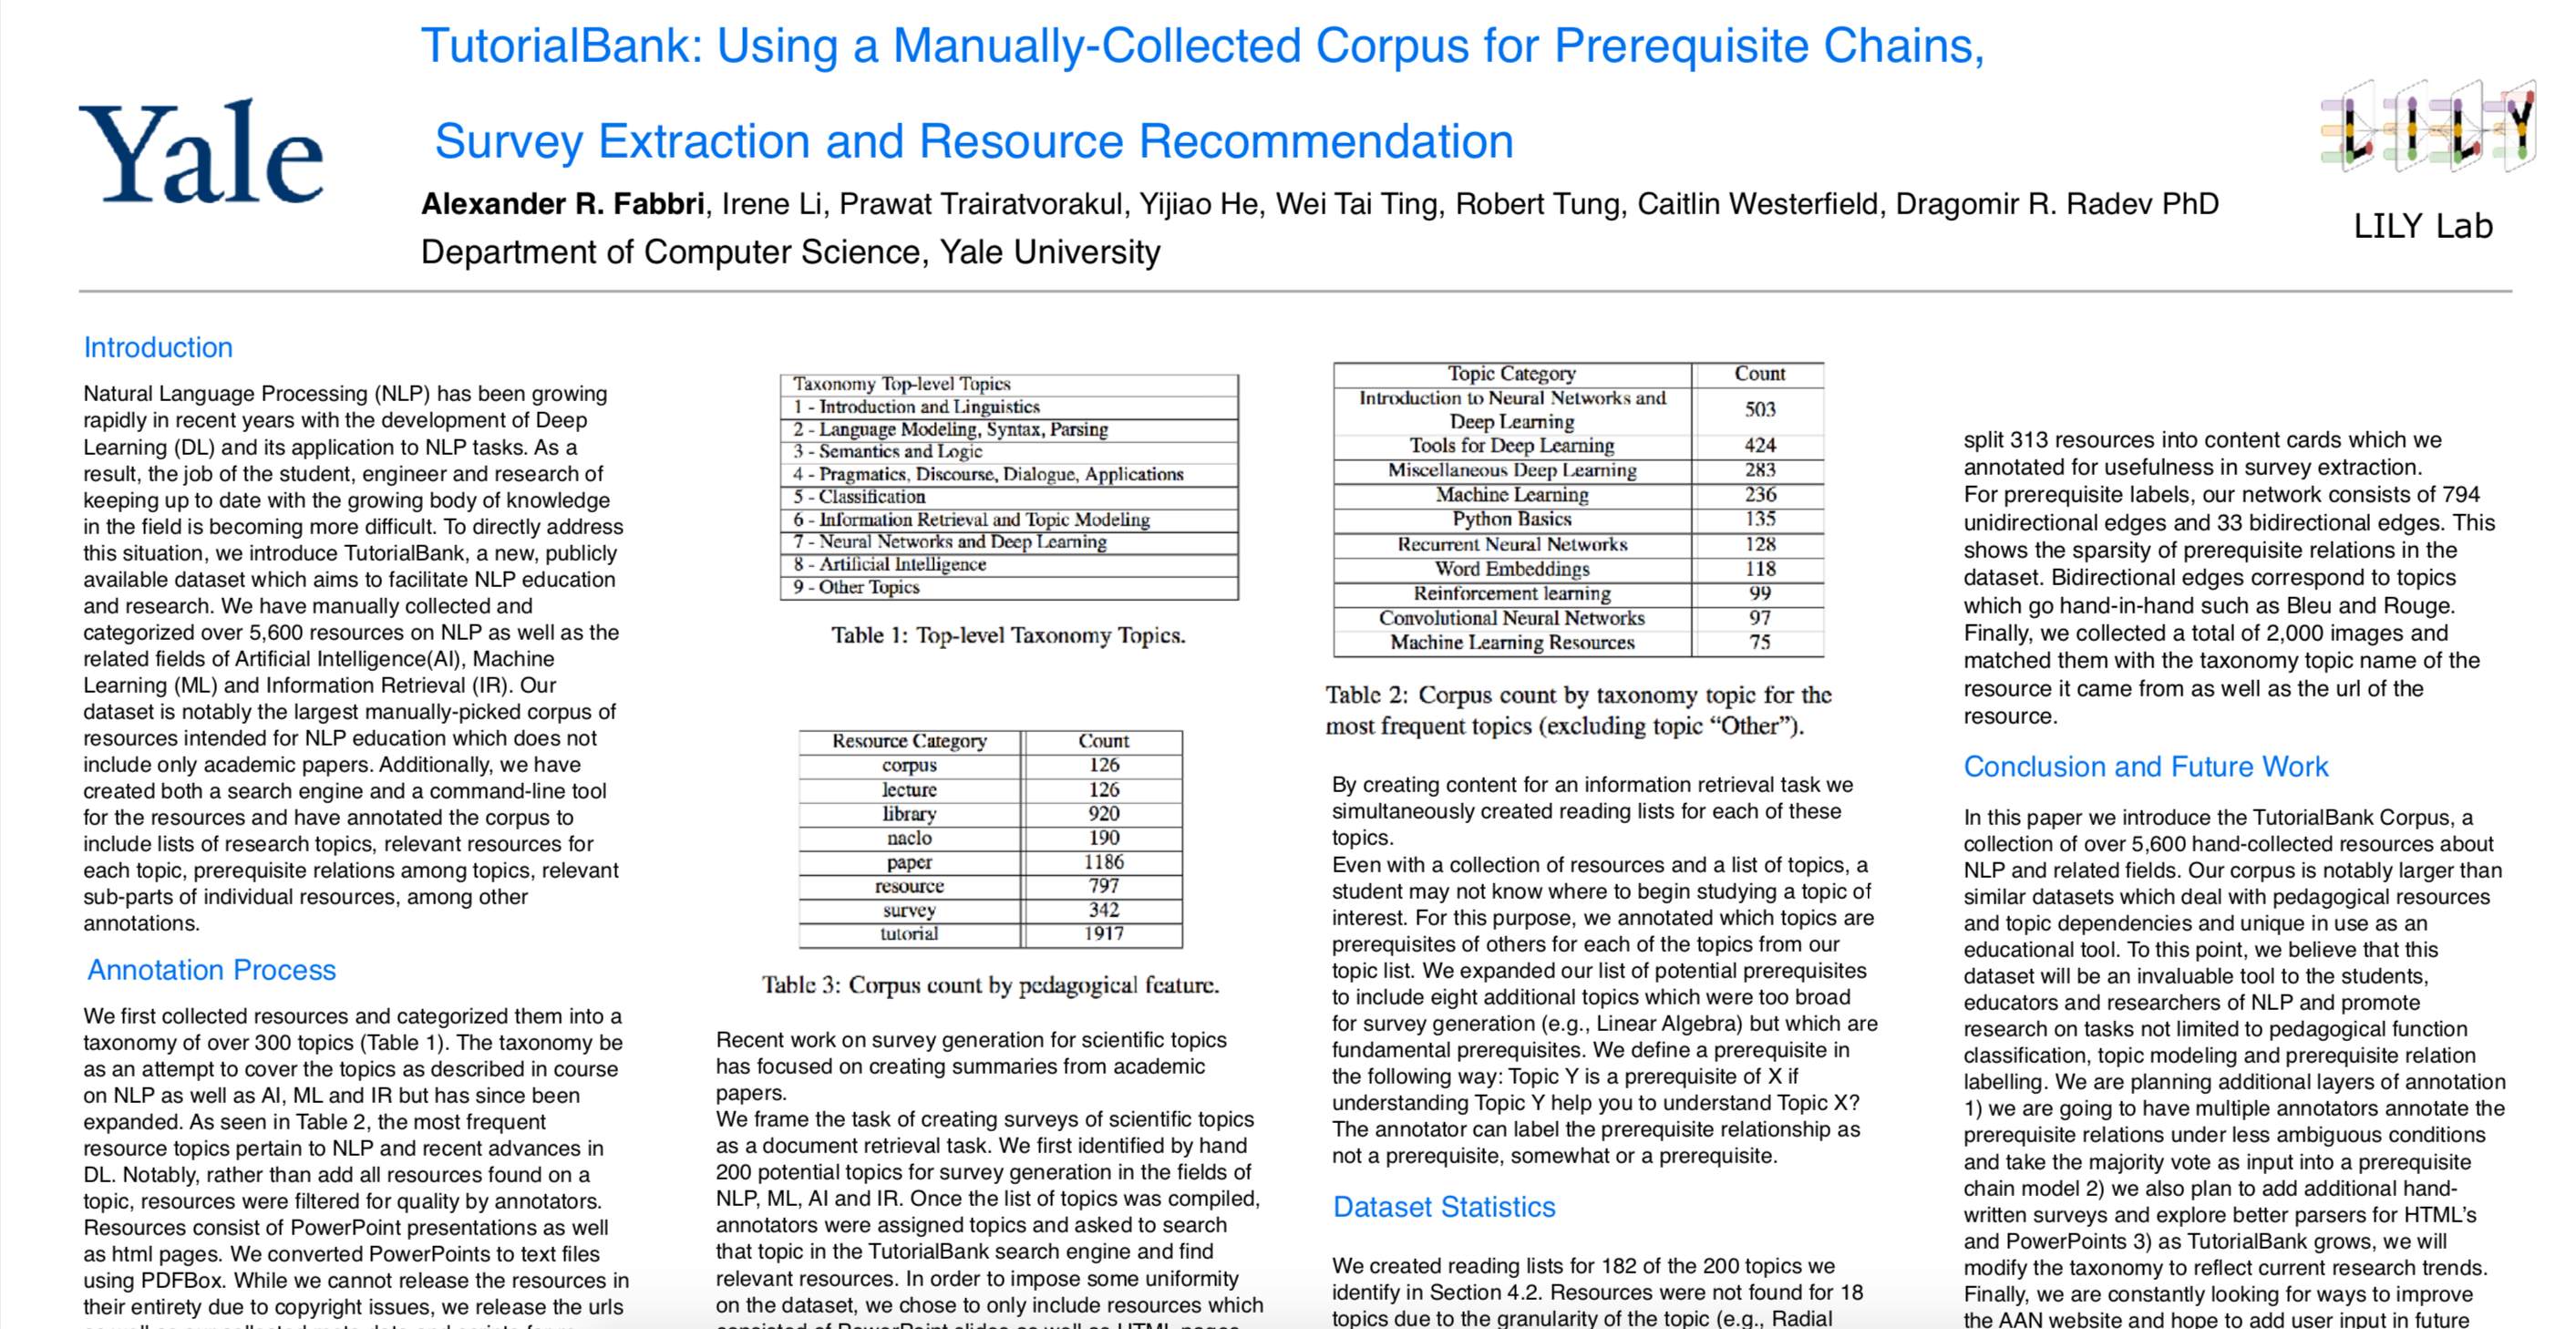 TutorialBank: Using a Manually-Collected Corpus for Prerequisite Chains,
Survey Extraction and Resource Recommendation
Yale
Alexander R. Fabbri, Irene Li, Prawat Trairatvorakul, Yijiao He, Wei Tai Ting, Robert Tung, Caitlin Westerfield, Dragomir R. Radev PhD
Department of Computer Science, Yale University
LILY
LILY Lab
Introduction
Natural Language Processing (NLP) has been growing
rapidly in recent years with the development of Deep
Learning (DL) and its application to NLP tasks. As a
result, the job of the student, engineer and research of
keeping up to date with the growing body of knowledge
in the field is becoming more difficult. To directly address
this situation, we introduce TutorialBank, a new, publicly
available dataset which aims to facilitate NLP education
and research. We have manually collected and
categorized over 5,600 resources on NLP as well as the
related fields of Artificial Intelligence(AI), Machine
Learning (ML) and Information Retrieval (IR). Our
dataset is notably the largest manually-picked corpus of
resources intended for NLP education which does not
include only academic papers. Additionally, we have
created both a search engine and a command-line tool
for the resources and have annotated the corpus to
include lists of research topics, relevant resources for
each topic, prerequisite relations among topics, relevant
sub-parts of individual resources, among other
annotations.
Annotation Process
We first collected resources and categorized them into a
taxonomy of over 300 topics (Table 1). The taxonomy be
as an attempt to cover the topics as described in course
on NLP as well as AI, ML and IR but has since been
expanded. As seen in Table 2, the most frequent
resource topics pertain to NLP and recent advances in
DL. Notably, rather than add all resources found on a
topic, resources were filtered for quality by annotators.
Resources consist of PowerPoint presentations as well
as html pages. We converted PowerPoints to text files
using PDFBox. While we cannot release the resources in
their entirety due to copyright issues, we release the urls
Taxonomy Top-level Topics
1 - Introduction and Linguistics
2 - Language Modeling, Syntax, Parsing
3 - Semantics and Logic
4 - Pragmatics, Discourse, Dialogue, Applications
5 - Classification
6 - Information Retrieval and Topic Modeling
7 - Neural Networks and Deep Learning
8 - Artificial Intelligence
9 - Other Topics
Table 1: Top-level Taxonomy Topics.
Resource Category Count
corpus 126
lecture 126
library 920
naclo 190
paper 1186
resource 797
survey 342
tutorial 1917
Table 3: Corpus count by pedagogical feature.
Recent work on survey generation for scientific topics
has focused on creating summaries from academic
papers.
We frame the task of creating surveys of scientific topics
as a document retrieval task. We first identified by hand
200 potential topics for survey generation in the fields of
NLP, ML, AI and IR. Once the list of topics was compiled,
annotators were assigned topics and asked to search
that topic in the TutorialBank search engine and find
relevant resources. In order to impose some uniformity
on the dataset, we chose to only include resources which
Topic Category Count
Introduction to Neural Networks and
Deep Learning 503
Tools for Deep Learning 424
Miscellaneous Deep Learning 283
Machine Learning 236
Python Basics 135
Recurrent Neural Networks 128
Word Embeddings 118
Reinforcement learning 99
Convolutional Neural Networks 97
Machine Learning Resources 75
Table 2: Corpus count by taxonomy topic for the
most frequent topics (excluding topic “Other”).
By creating content for an information retrieval task we
simultaneously created reading lists for each of these
topics.
Even with a collection of resources and a list of topics, a
student may not know where to begin studying a topic of
interest. For this purpose, we annotated which topics are
prerequisites of others for each of the topics from our
topic list. We expanded our list of potential prerequisites
to include eight additional topics which were too broad
for survey generation (e.g., Linear Algebra) but which are
fundamental prerequisites. We define a prerequisite in
the following way: Topic Y is a prerequisite of X if
understanding Topic Y help you to understand Topic X?
The annotator can label the prerequisite relationship as
not a prerequisite, somewhat or a prerequisite.
Dataset Statistics
We created reading lists for 182 of the 200 topics we
identify in Section 4.2. Resources were not found for 18
topics due to the granularity of the topic (e.g., Radial
split 313 resources into content cards which we
annotated for usefulness in survey extraction.
For prerequisite labels, our network consists of 794
unidirectional edges and 33 bidirectional edges. This
shows the sparsity of prerequisite relations in the
dataset. Bidirectional edges correspond to topics
which go hand-in-hand such as Bleu and Rouge.
Finally, we collected a total of 2,000 images and
matched them with the taxonomy topic name of the
resource it came from as well as the url of the
resource.
Conclusion and Future Work
In this paper we introduce the TutorialBank Corpus, a
collection of over 5,600 hand-collected resources about
NLP and related fields. Our corpus is notably larger than
similar datasets which deal with pedagogical resources
and topic dependencies and unique in use as an
educational tool. To this point, we believe that this
dataset will be an invaluable tool to the students,
educators and researchers of NLP and promote
research on tasks not limited to pedagogical function
classification, topic modeling and prerequisite relation
labelling. We are planning additional layers of annotation
1) we are going to have multiple annotators annotate the
prerequisite relations under less ambiguous conditions
and take the majority vote as input into a prerequisite
chain model 2) we also plan to add additional hand-
written surveys and explore better parsers for HTML’s
and PowerPoints 3) as TutorialBank grows, we will
modify the taxonomy to reflect current research trends.
Finally, we are constantly looking for ways to improve
the AAN website and hope to add user input in future